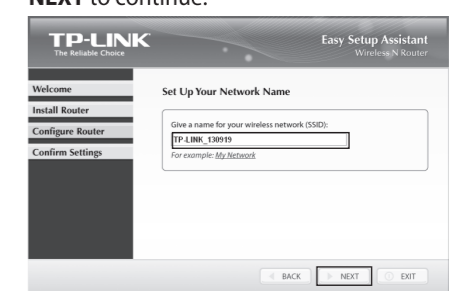 NEXT to continue.
TP-LINK
The Reliable Choice
Easy Setup Assistant
Wireless N Router
Welcome
Install Router
Configure Router
Confirm Settings
Set Up Your Network Name
Give a name for your wireless network (SSID):
TP-LINK_130919
For example: My Network
BACK
NEXT
EXIT